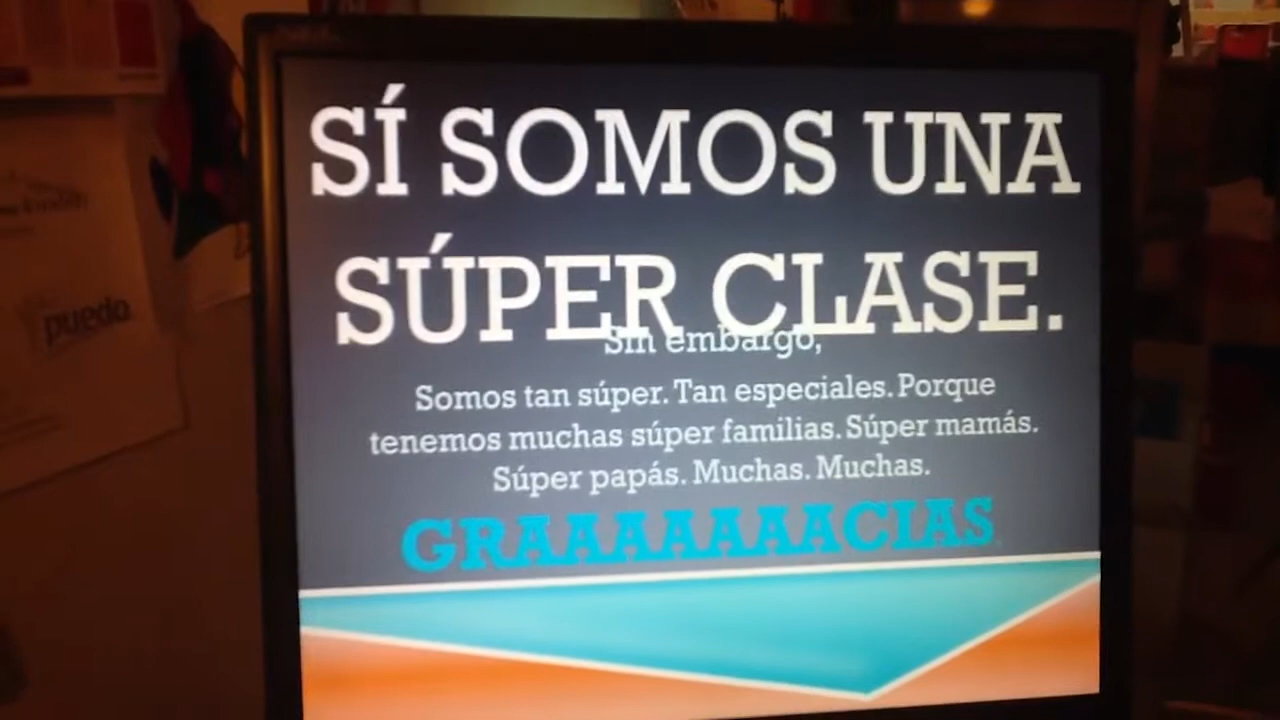 SÍ SOMOS UNA
SÚPER CLASE.
Sin embargo,
Somos tan súper. Tan especiales. Porque
tenemos muchas súper familias. Súper mamás.
Súper papás. Muchas. Muchas.
GRAAAAAAAACIAS
puedo